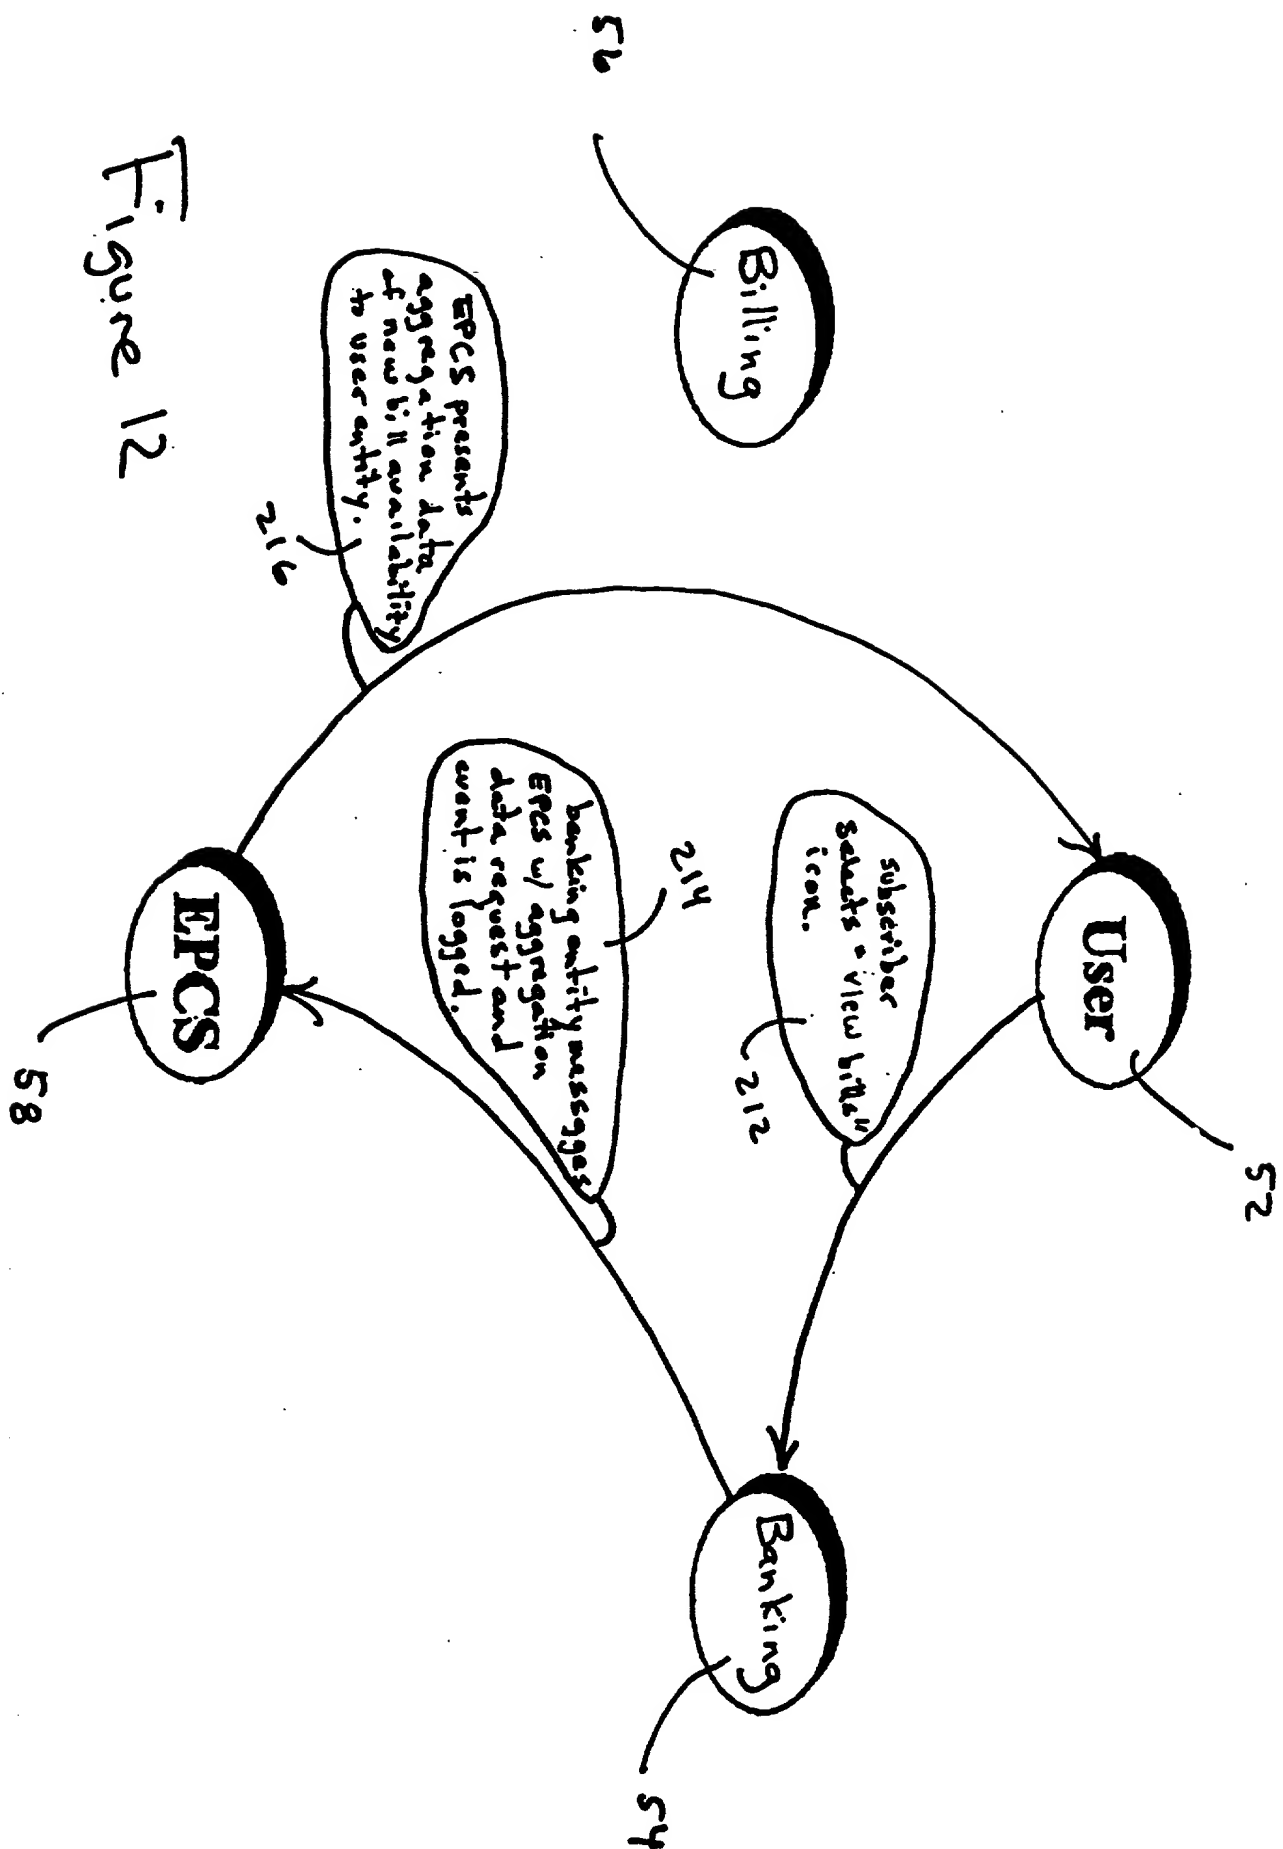 User
52
subscriber
selects "view bills"
icon.
212
Billing
56
Banking
54
214
banking entity messages
EPCS w/ aggregation
data request and
event is logged.
EPCS presents
aggregation data
of new bill availability
to user entity.
216
EPCS
58
Figure 12